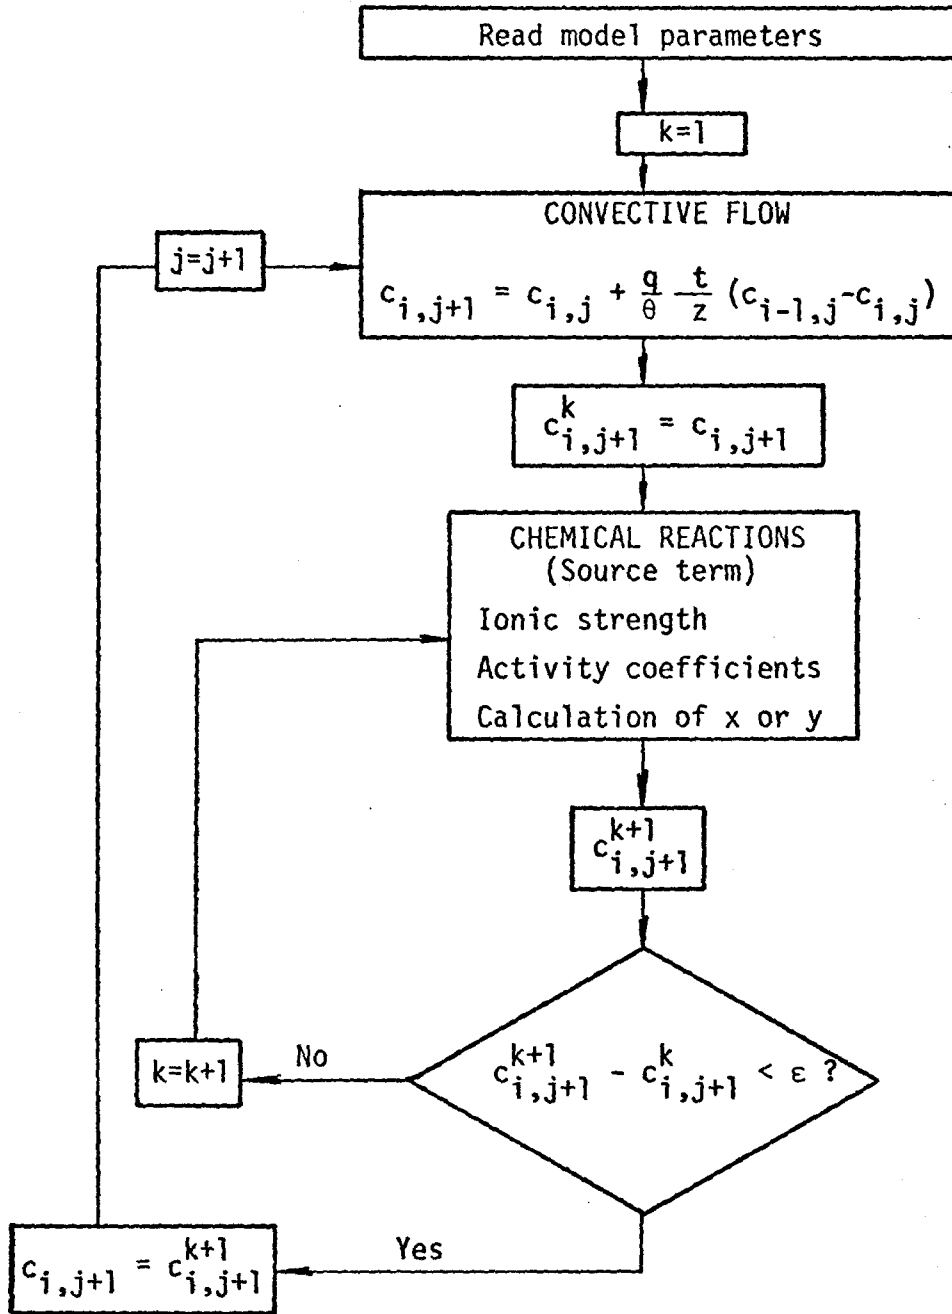 Read model parameters
k=1
CONVECTIVE FLOW
j=j+1
c_{i,j+1} = c_{i,j} + \frac{q}{θ} \frac{t}{z} (c_{i-1,j}-c_{i,j})
c^{k}_{i,j+1} = c_{i,j+1}
CHEMICAL REACTIONS
(Source term)
Ionic strength
Activity coefficients
Calculation of x or y
c^{k+1}_{i,j+1}
No
k=k+1
c^{k+1}_{i,j+1} - c^{k}_{i,j+1} < ε ?
Yes
c_{i,j+1} = c^{k+1}_{i,j+1}